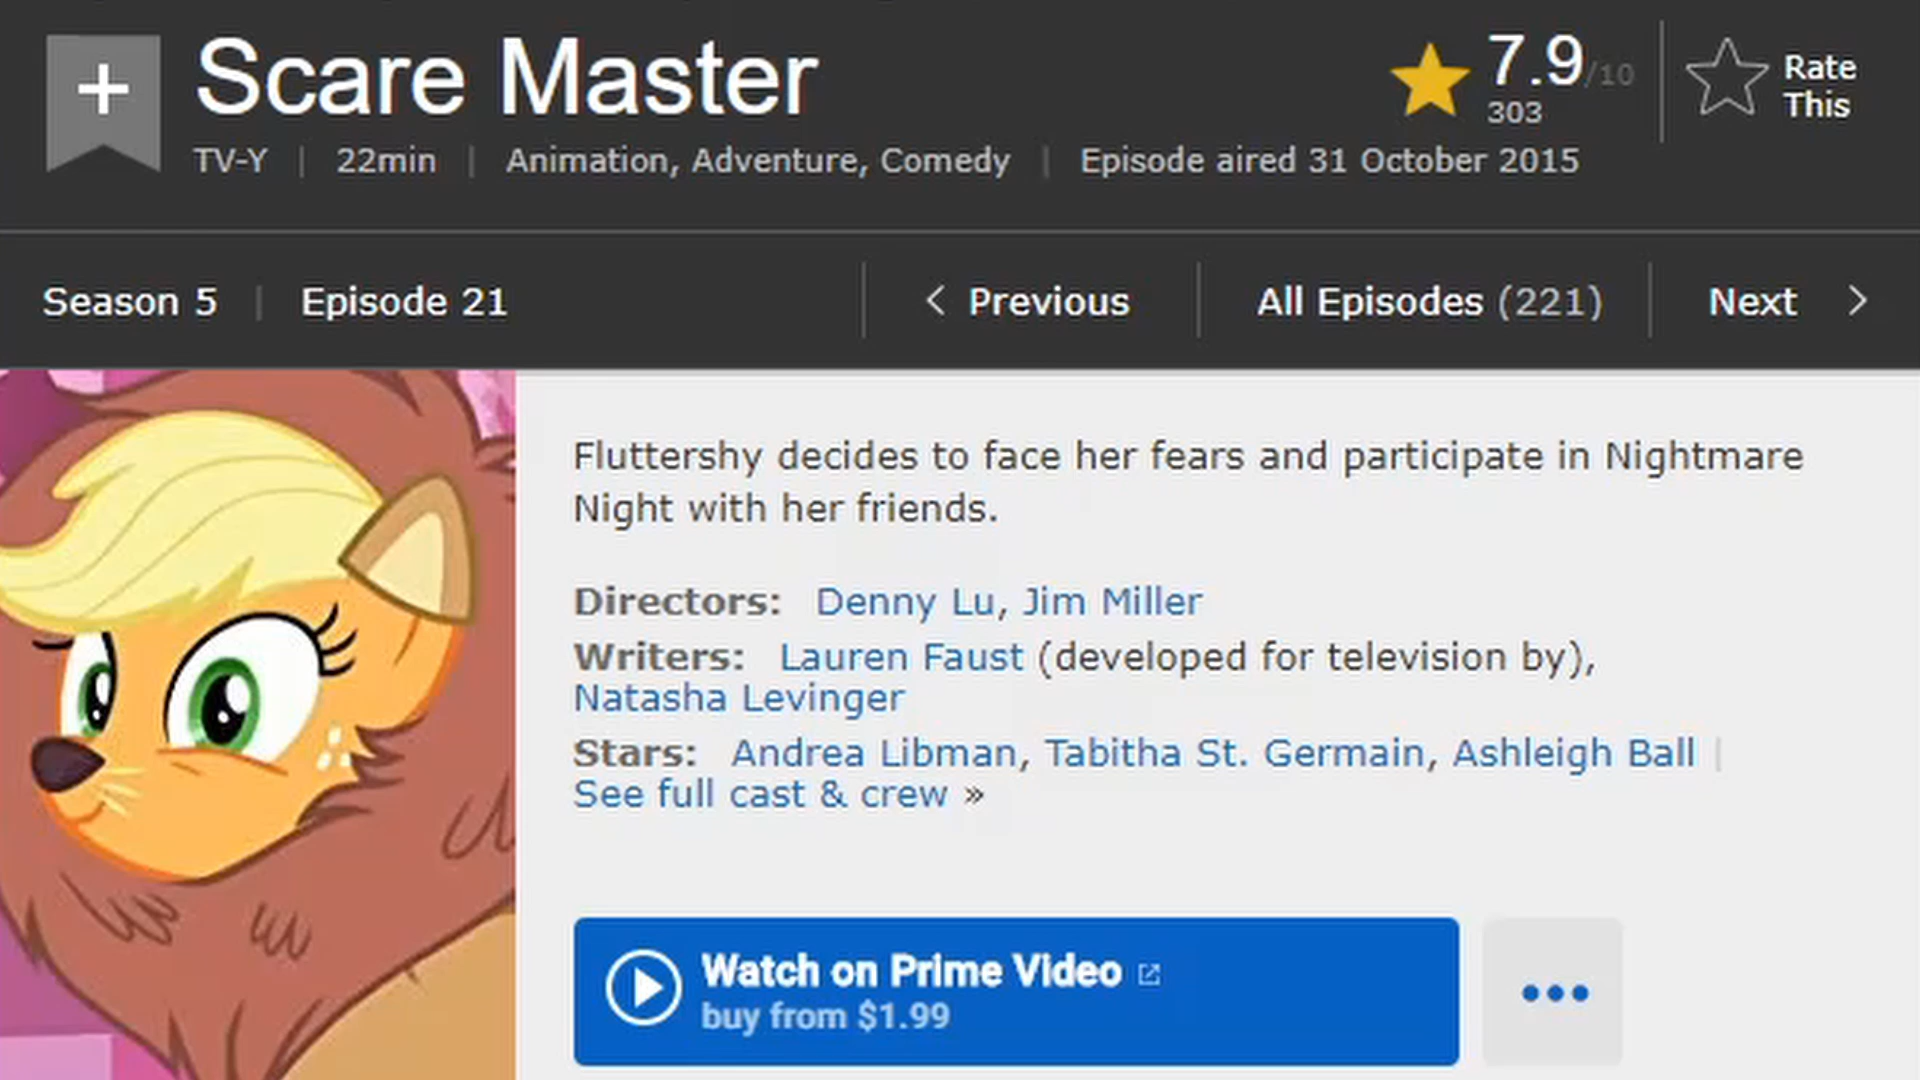 Scare Master
7.9/10
303
Rate
This
TV-Y | 22min | Animation, Adventure, Comedy | Episode aired 31 October 2015
Season 5 | Episode 21
Previous
All Episodes (221)
Next
Fluttershy decides to face her fears and participate in Nightmare
Night with her friends.
Directors: Denny Lu, Jim Miller
Writers: Lauren Faust (developed for television by),
Natasha Levinger
Stars: Andrea Libman, Tabitha St. Germain, Ashleigh Ball |
See full cast & crew »
Watch on Prime Video
buy from $1.99